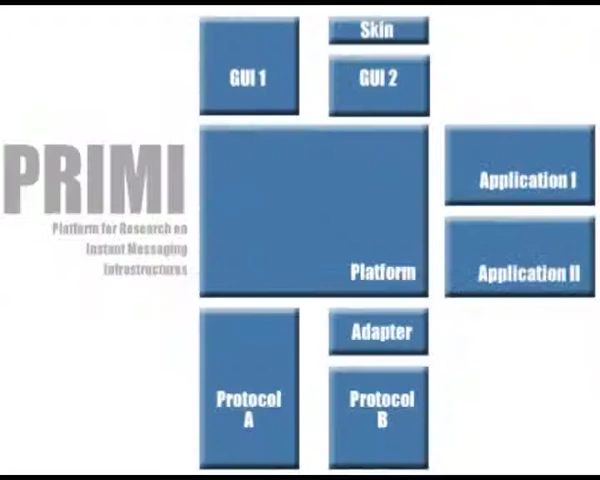 Skin
GUI 1
GUI 2
PRIMI
Platform for Research on
Instant Messaging
Infrastructures
Application I
Platform
Application II
Adapter
Protocol
A
Protocol
B